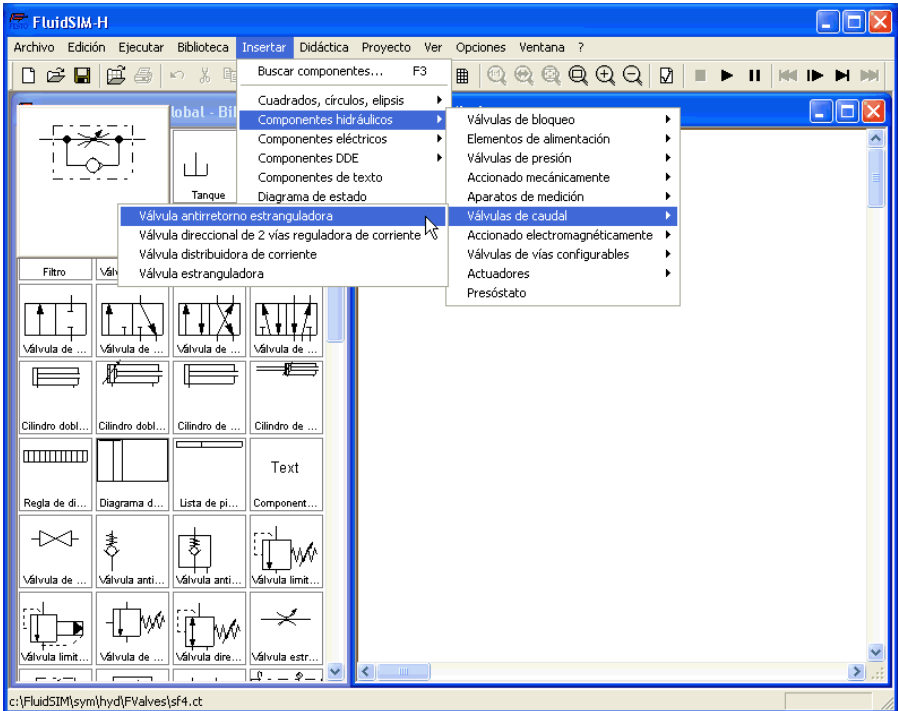 FluidSIM-H
Archivo Edición Ejecutar Biblioteca Insertar Didáctica Proyecto Ver Opciones Ventana ?
Buscar componentes... F3
Cuadrados, círculos, elipsis
Componentes hidráulicos
Componentes eléctricos
Componentes DDE
Componentes de texto
Diagrama de estado
Válvulas de bloqueo
Elementos de alimentación
Válvulas de presión
Accionado mecánicamente
Aparatos de medición
Válvulas de caudal
Accionado electromagnéticamente
Válvulas de vías configurables
Actuadores
Presóstato
Válvula antirretorno estranguladora
Válvula direccional de 2 vías reguladora de corriente
Válvula distribuidora de corriente
Válvula estranguladora
Tanque
Filtro
Válvula de ... Válvula de ... Válvula de ... Válvula de ...
Cilindro dobl... Cilindro dobl... Cilindro de ... Cilindro de ...
Text
Regla de di... Diagrama d... Lista de pi... Component...
Válvula de ... Válvula anti... Válvula anti... Válvula limit...
Válvula limit... Válvula de ... Válvula dire... Válvula estr...
c:\FluidSIM\sym\hyd\FValves\sf4.ct